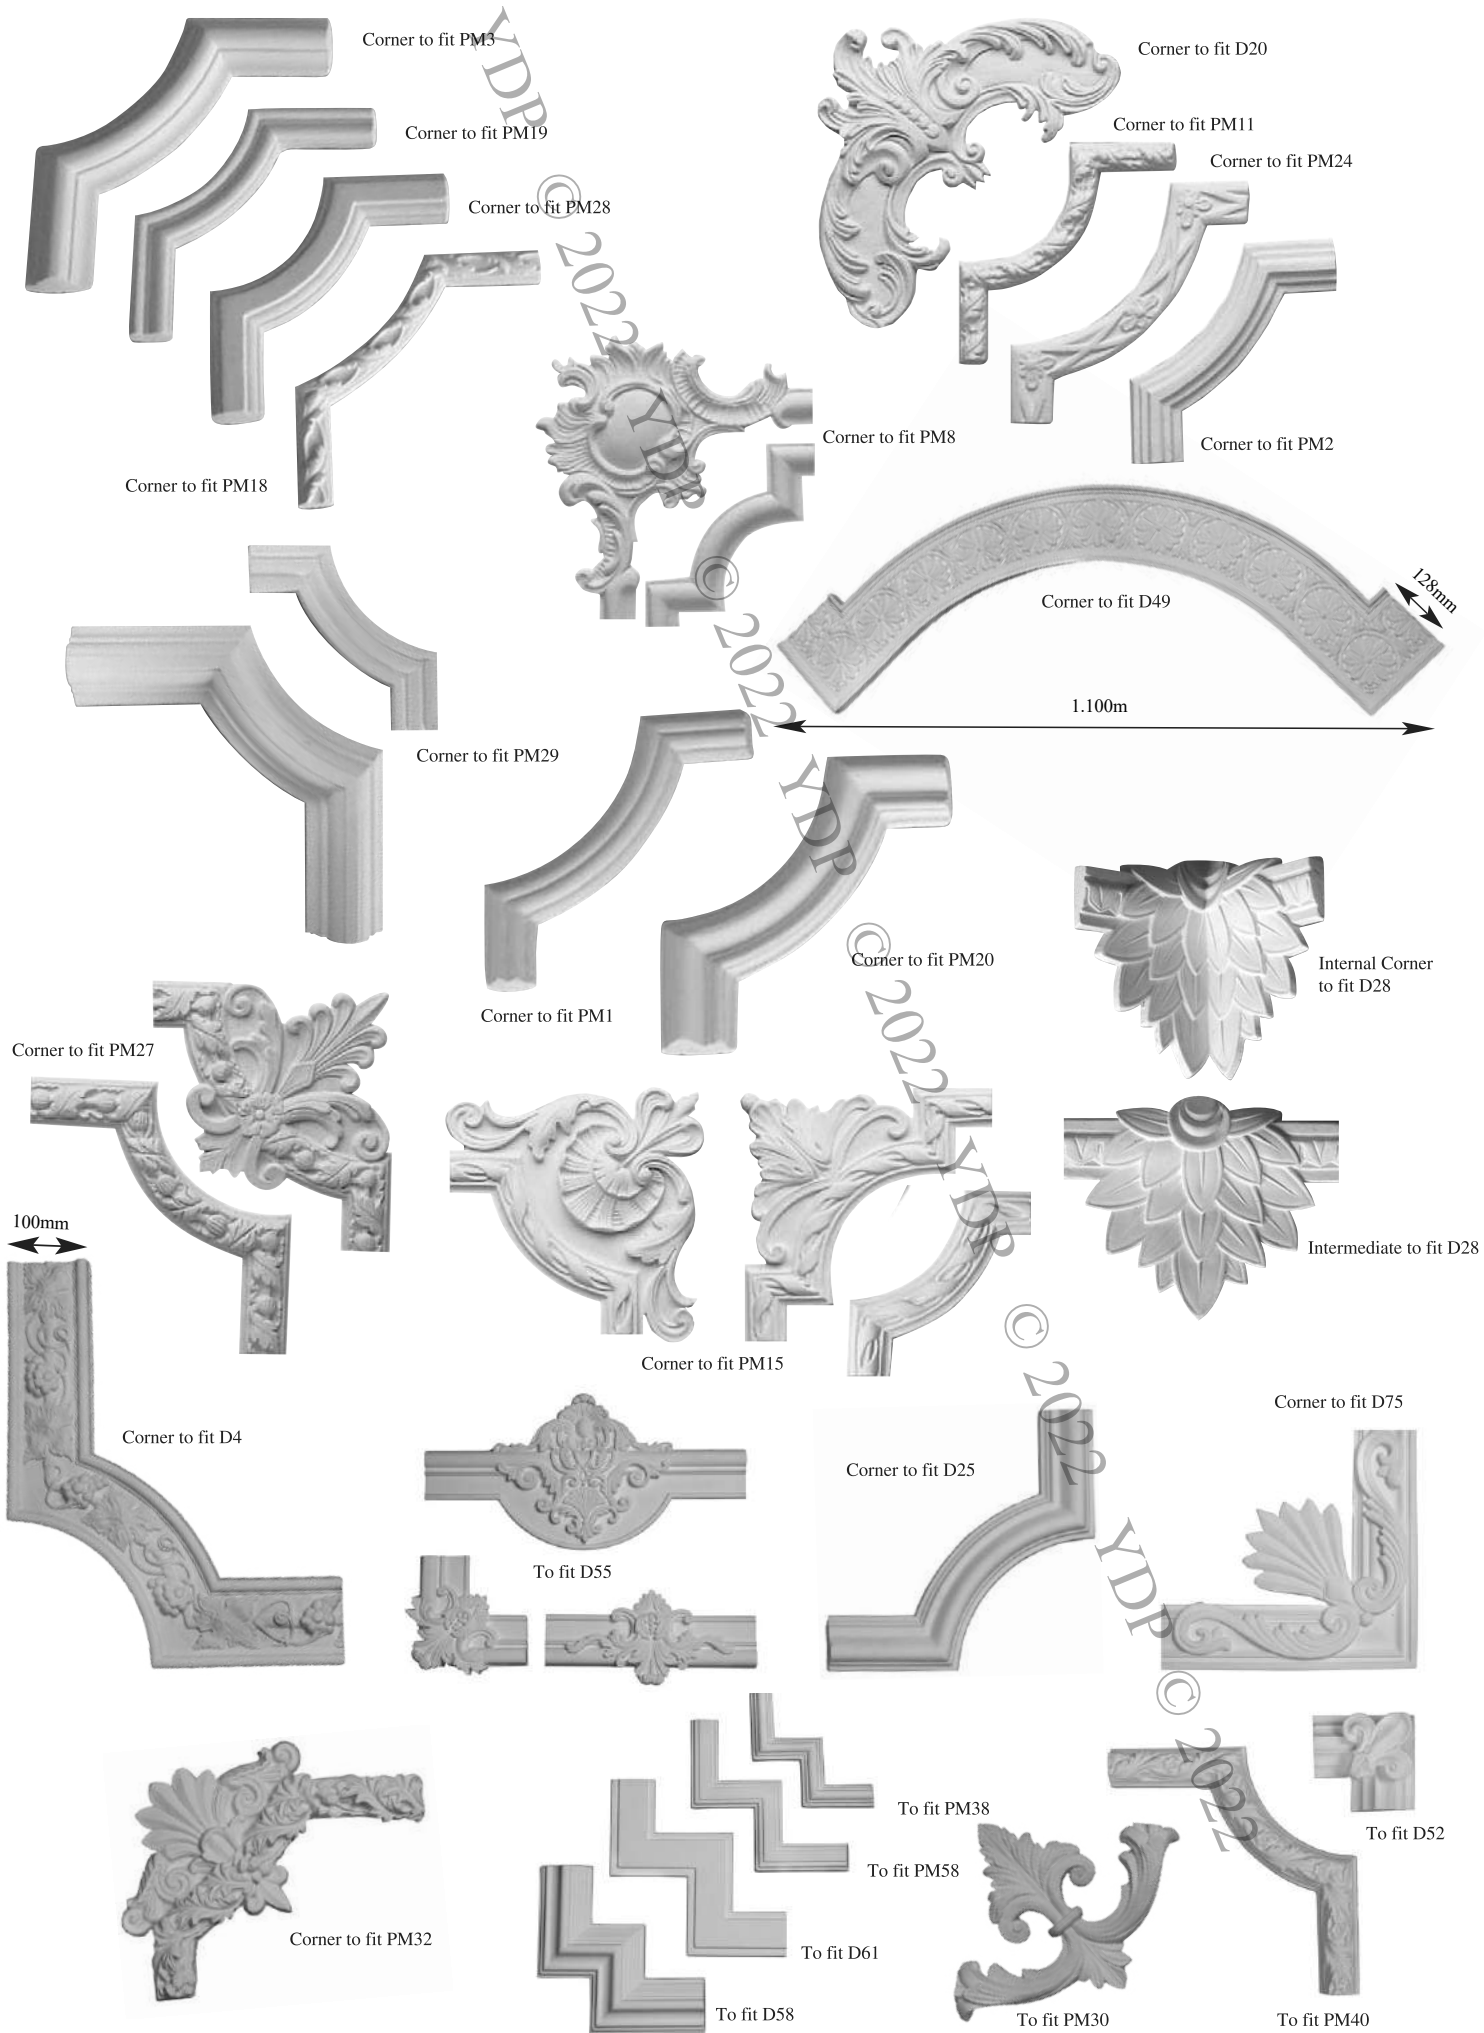 Corner to fit PM3
Corner to fit D20
Corner to fit PM11
Corner to fit PM19
Corner to fit PM24
Corner to fit PM28
Corner to fit PM8
Corner to fit PM2
Corner to fit PM18
128mm
Corner to fit D49
1.100m
Corner to fit PM29
Corner to fit PM20
Internal Corner
to fit D28
Corner to fit PM1
Corner to fit PM27
100mm
Intermediate to fit D28
Corner to fit PM15
Corner to fit D75
Corner to fit D4
Corner to fit D25
To fit D55
To fit PM38
To fit D52
To fit PM58
Corner to fit PM32
To fit D61
To fit D58
To fit PM30
To fit PM40
YDP © 2022 YDP © 2022 YDP © 2022 YDP © 2022 YDP © 2022